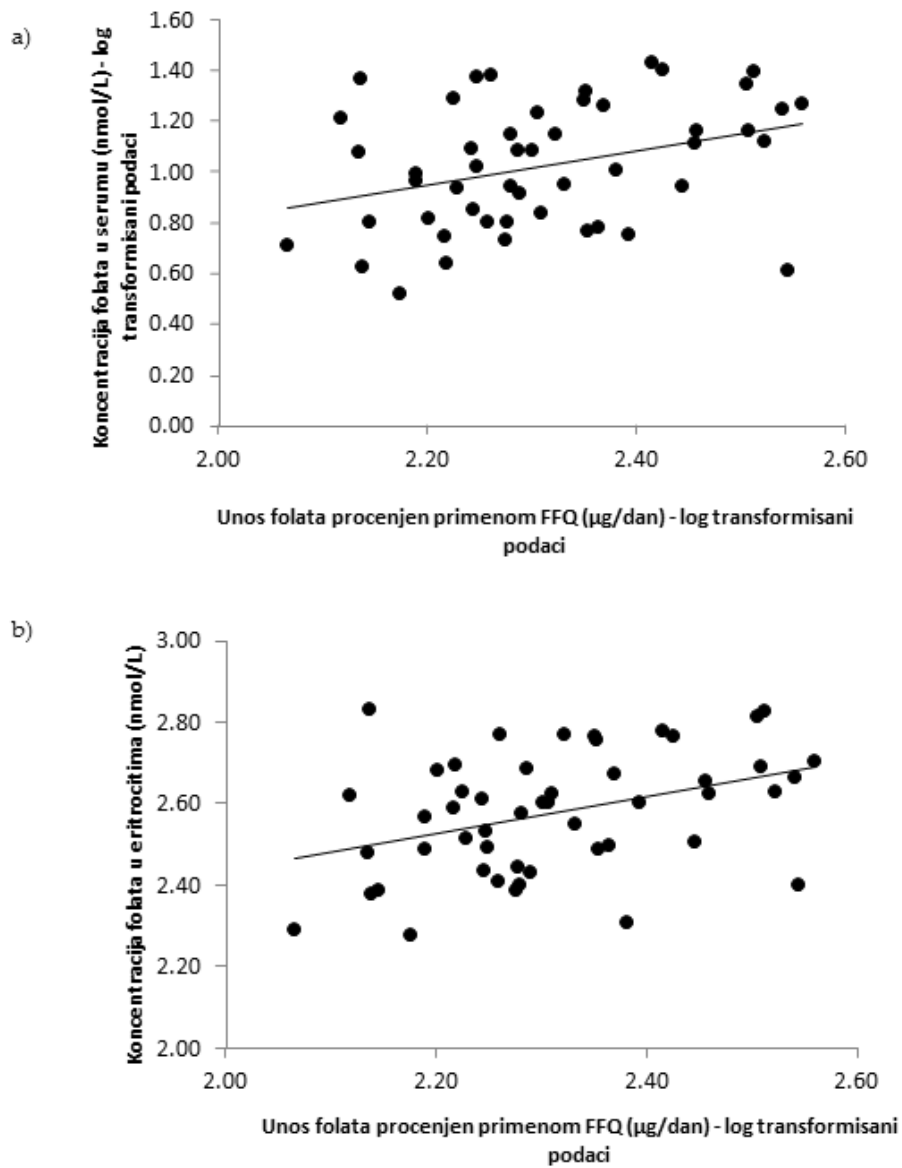 a)
Koncentracija folata u serumu (nmol/L) - log
transformisani podaci
1.60
1.40
1.20
1.00
0.80
0.60
0.40
0.20
0.00
2.00 2.20 2.40 2.60
Unos folata procenjen primenom FFQ (µg/dan) - log transformisani
podaci
b)
Koncentracija folata u eritrocitima (nmol/L)
3.00
2.80
2.60
2.40
2.20
2.00
2.00 2.20 2.40 2.60
Unos folata procenjen primenom FFQ (µg/dan) - log transformisani
podaci